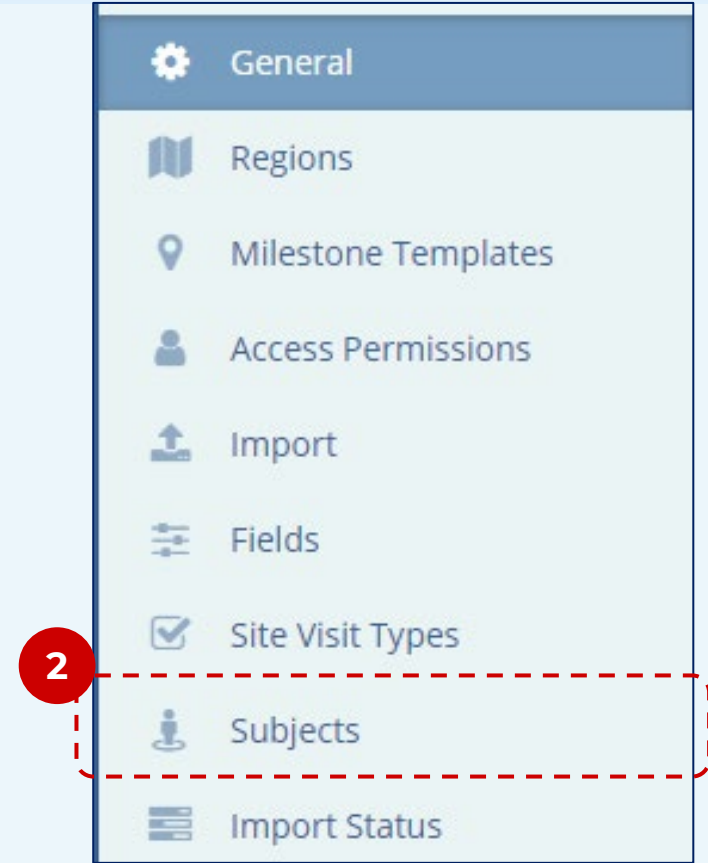 General
Regions
Milestone Templates
Access Permissions
Import
Fields
Site Visit Types
2
Subjects
Import Status